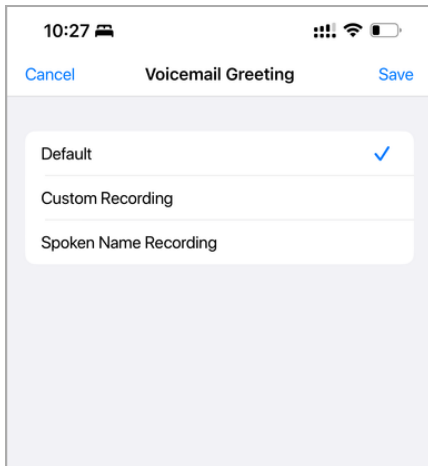 10:27
Cancel Voicemail Greeting Save
Default
Custom Recording
Spoken Name Recording